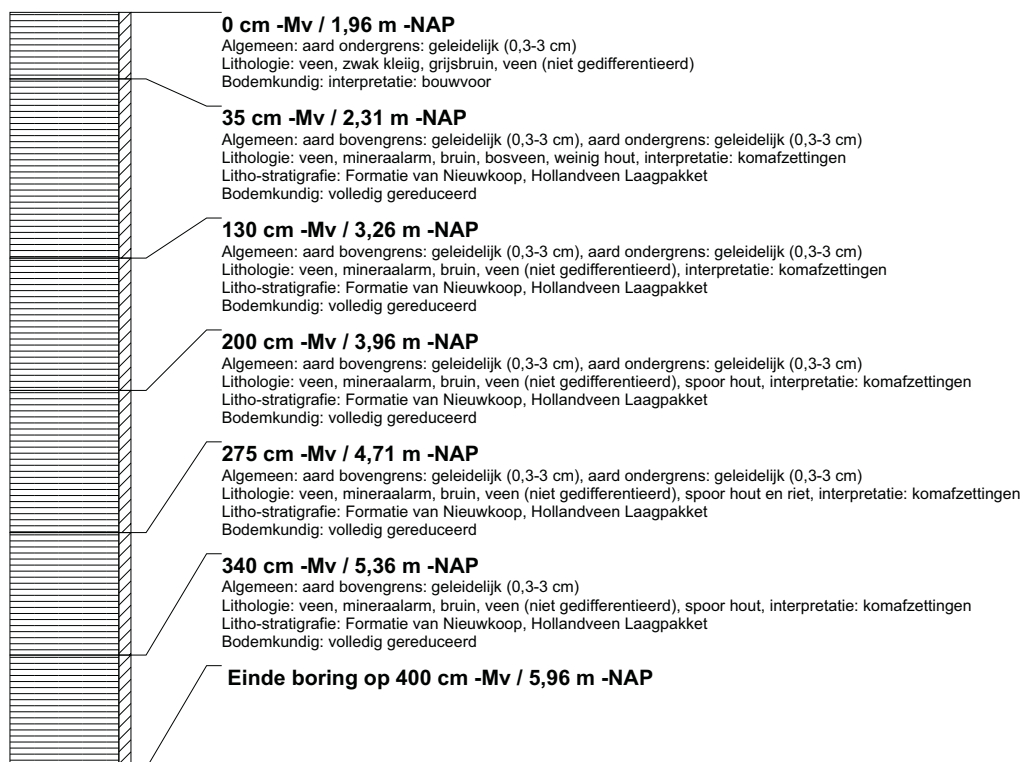 0 cm -Mv / 1,96 m -NAP
Algemeen: aard ondergrens: geleidelijk (0,3-3 cm)
Lithologie: veen, zwak kleiig, grijsbruin, veen (niet gedifferentieerd)
Bodemkundig: interpretatie: bouwvoor
35 cm -Mv / 2,31 m -NAP
Algemeen: aard bovengrens: geleidelijk (0,3-3 cm), aard ondergrens: geleidelijk (0,3-3 cm)
Lithologie: veen, mineraalarm, bruin, bosveen, weinig hout, interpretatie: komafzettingen
Litho-stratigrafie: Formatie van Nieuwkoop, Hollandveen Laagpakket
Bodemkundig: volledig gereduceerd
130 cm -Mv / 3,26 m -NAP
Algemeen: aard bovengrens: geleidelijk (0,3-3 cm), aard ondergrens: geleidelijk (0,3-3 cm)
Lithologie: veen, mineraalarm, bruin, veen (niet gedifferentieerd), interpretatie: komafzettingen
Litho-stratigrafie: Formatie van Nieuwkoop, Hollandveen Laagpakket
Bodemkundig: volledig gereduceerd
200 cm -Mv / 3,96 m -NAP
Algemeen: aard bovengrens: geleidelijk (0,3-3 cm), aard ondergrens: geleidelijk (0,3-3 cm)
Lithologie: veen, mineraalarm, bruin, veen (niet gedifferentieerd), spoor hout, interpretatie: komafzettingen
Litho-stratigrafie: Formatie van Nieuwkoop, Hollandveen Laagpakket
Bodemkundig: volledig gereduceerd
275 cm -Mv / 4,71 m -NAP
Algemeen: aard bovengrens: geleidelijk (0,3-3 cm), aard ondergrens: geleidelijk (0,3-3 cm)
Lithologie: veen, mineraalarm, bruin, veen (niet gedifferentieerd), spoor hout en riet, interpretatie: komafzettingen
Litho-stratigrafie: Formatie van Nieuwkoop, Hollandveen Laagpakket
Bodemkundig: volledig gereduceerd
340 cm -Mv / 5,36 m -NAP
Algemeen: aard bovengrens: geleidelijk (0,3-3 cm)
Lithologie: veen, mineraalarm, bruin, veen (niet gedifferentieerd), spoor hout, interpretatie: komafzettingen
Litho-stratigrafie: Formatie van Nieuwkoop, Hollandveen Laagpakket
Bodemkundig: volledig gereduceerd
Einde boring op 400 cm -Mv / 5,96 m -NAP